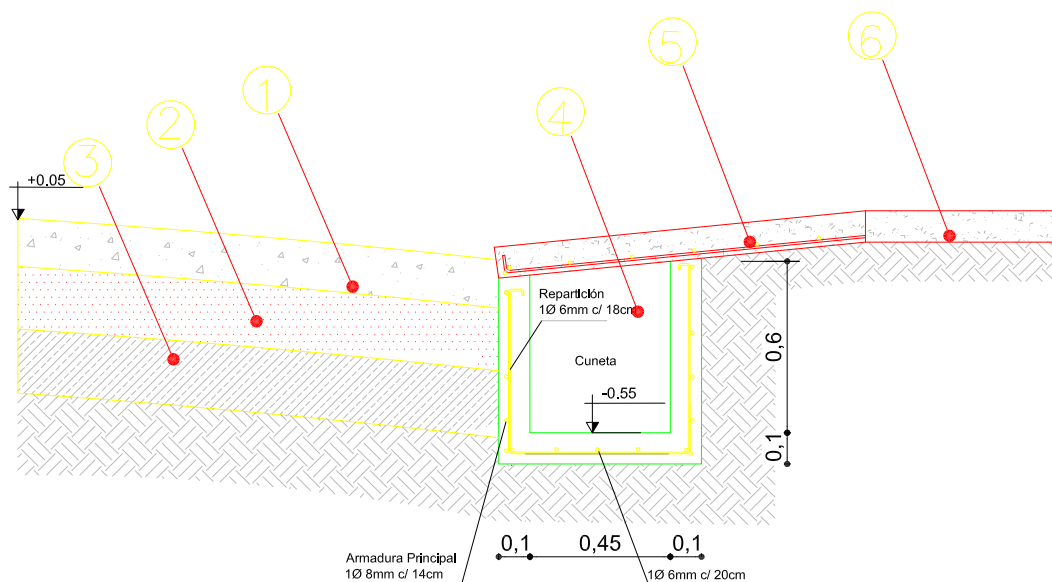 6
5
1
4
2
3
+0.05
Repartición
1Ø 6mm c/ 18cm
0,6
Cuneta
-0.55
0,1
0,1
0,45
0,1
Armadura Principal
1Ø 8mm c/ 14cm
1Ø 6mm c/ 20cm